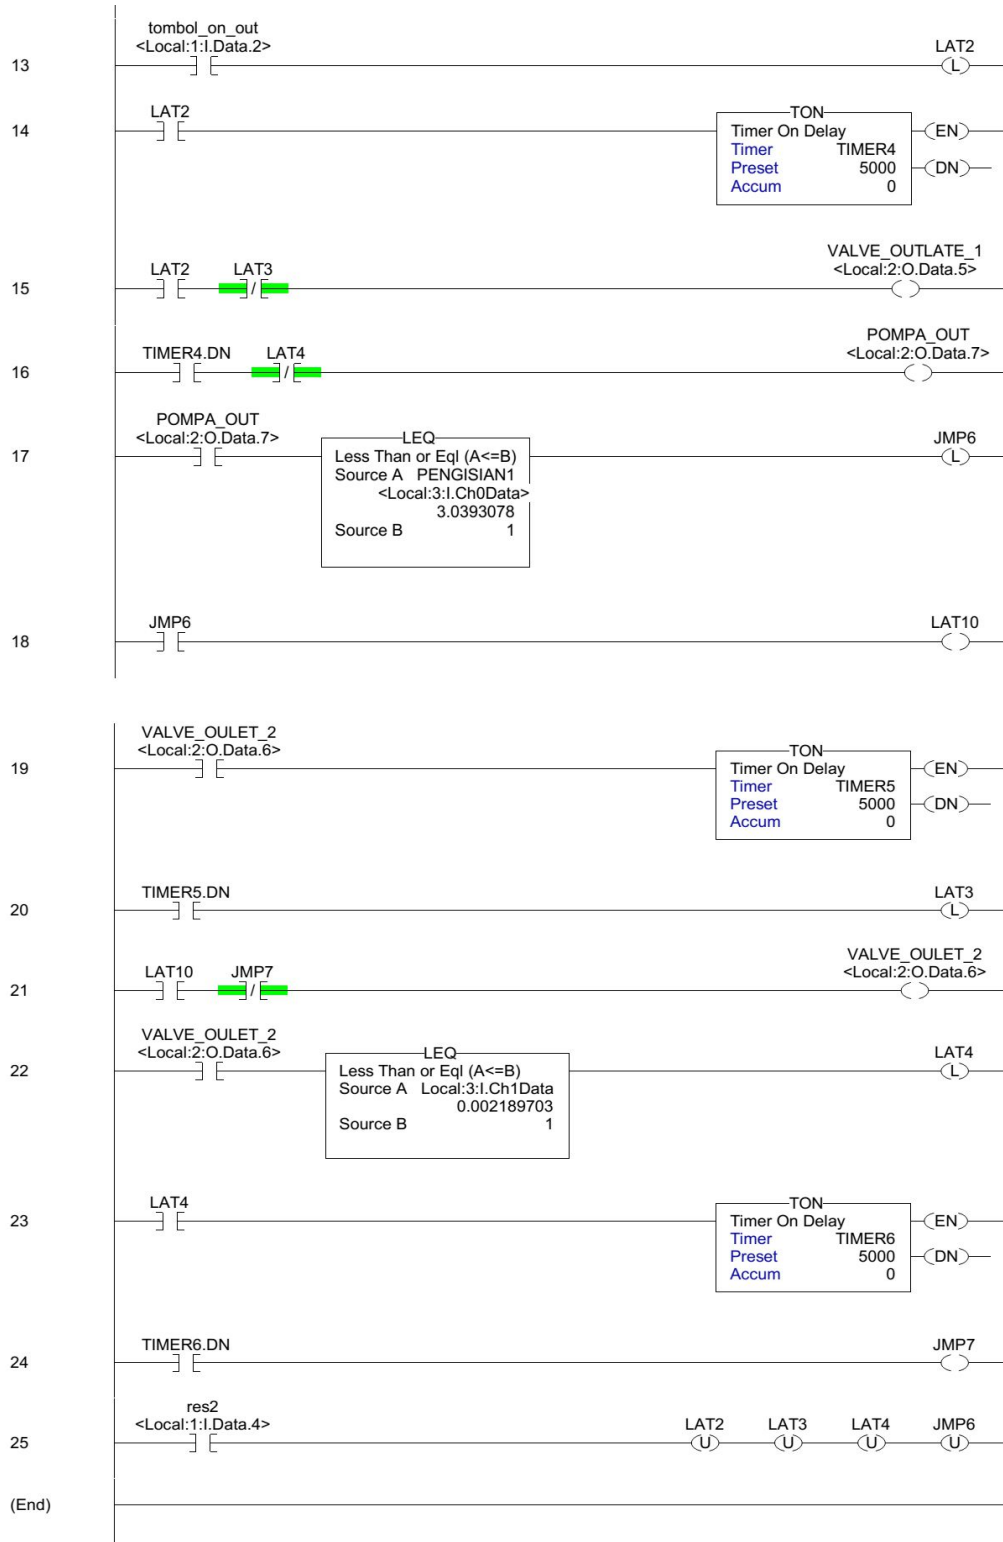 tombol_on_out
<Local:1:I.Data.2>
LAT2
13
L
LAT2
TON
14
Timer On Delay
EN
Timer TIMER4
Preset 5000
DN
Accum 0
VALVE_OUTLATE_1
<Local:2:O.Data.5>
LAT2 LAT3
15
/
POMPA_OUT
<Local:2:O.Data.7>
TIMER4.DN LAT4
16
/
POMPA_OUT
<Local:2:O.Data.7>
LEQ
JMP6
17
Less Than or Eql (A<=B)
L
Source A PENGISIAN1
<Local:3:I.Ch0Data>
3.0393078
Source B 1
JMP6
LAT10
18
VALVE_OULET_2
<Local:2:O.Data.6>
TON
19
Timer On Delay
EN
Timer TIMER5
Preset 5000
DN
Accum 0
TIMER5.DN
LAT3
20
L
VALVE_OULET_2
<Local:2:O.Data.6>
LAT10 JMP7
21
/
VALVE_OULET_2
<Local:2:O.Data.6>
LEQ
LAT4
22
Less Than or Eql (A<=B)
L
Source A Local:3:I.Ch1Data
0.002189703
Source B 1
LAT4
TON
23
Timer On Delay
EN
Timer TIMER6
Preset 5000
DN
Accum 0
TIMER6.DN
JMP7
24
res2
<Local:1:I.Data.4>
LAT2 LAT3 LAT4 JMP6
25
U U U U
(End)